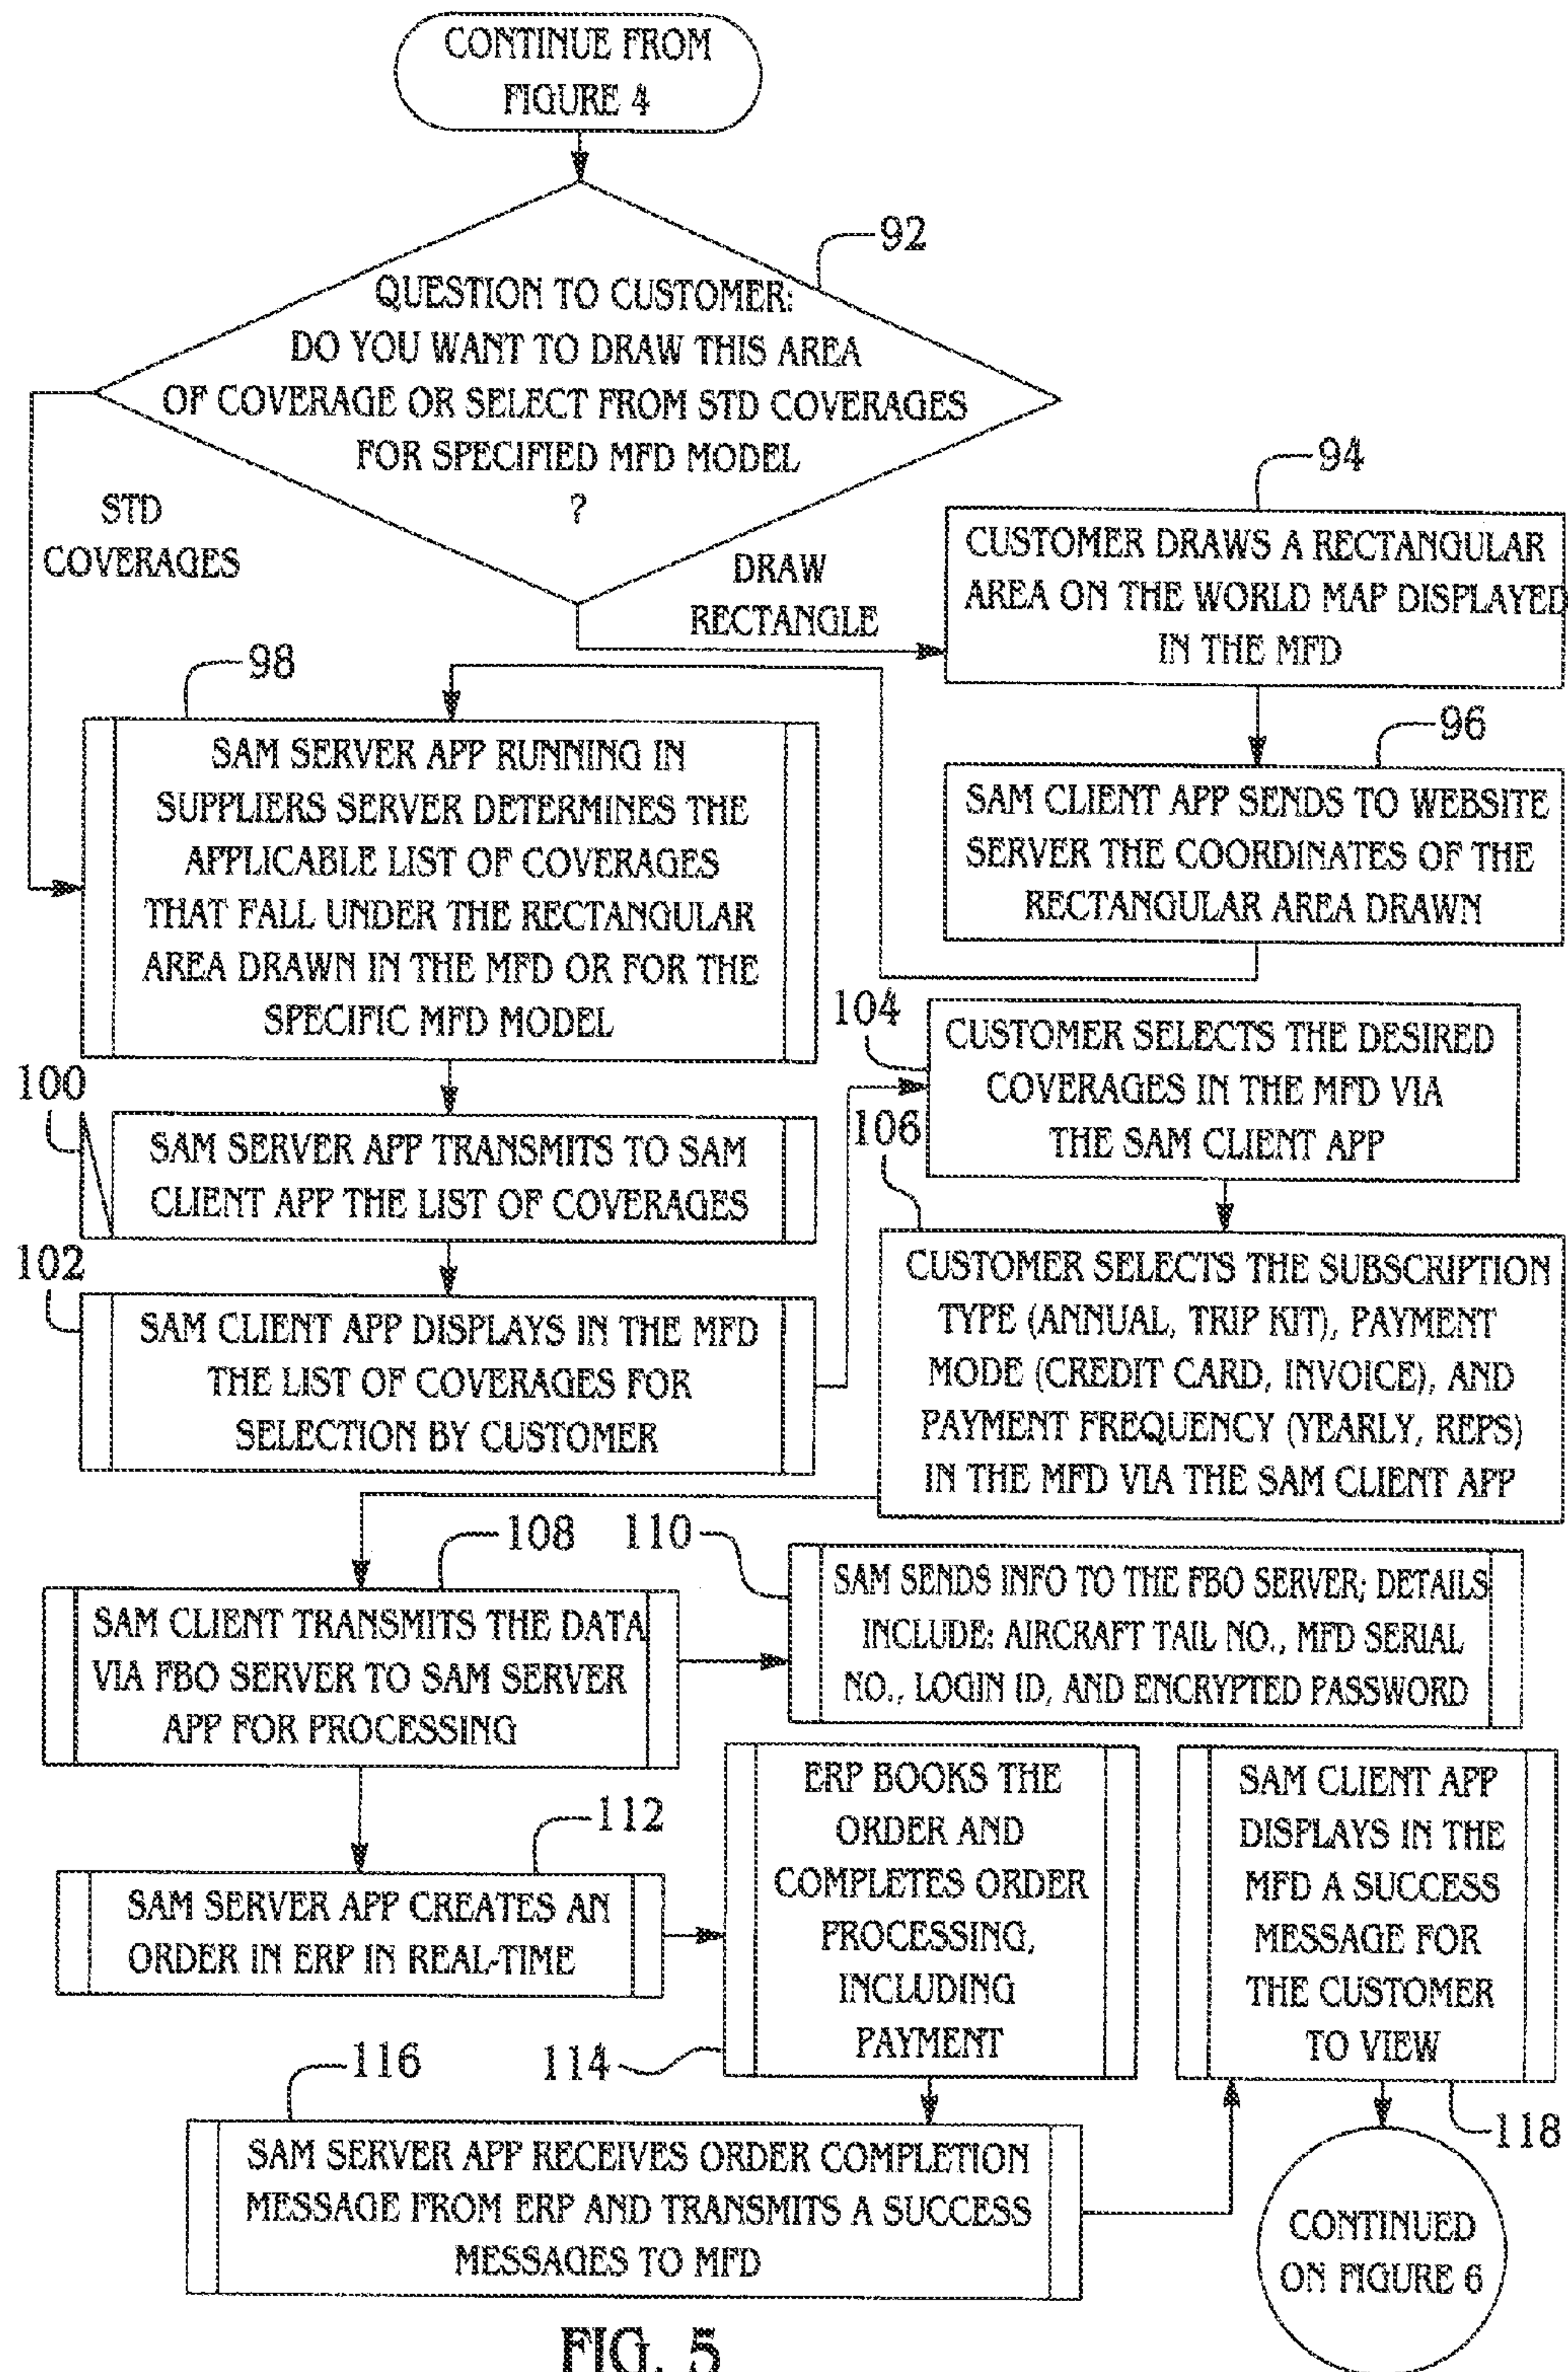 CONTINUE FROM
FIGURE 4
92
QUESTION TO CUSTOMER:
DO YOU WANT TO DRAW THIS AREA
OF COVERAGE OR SELECT FROM STD COVERAGES
FOR SPECIFIED MFD MODEL
?
STD
COVERAGES
DRAW
RECTANGLE
94
CUSTOMER DRAWS A RECTANGULAR
AREA ON THE WORLD MAP DISPLAYED
IN THE MFD
96
SAM CLIENT APP SENDS TO WEBSITE
SERVER THE COORDINATES OF THE
RECTANGULAR AREA DRAWN
98
SAM SERVER APP RUNNING IN
SUPPLIERS SERVER DETERMINES THE
APPLICABLE LIST OF COVERAGES
THAT FALL UNDER THE RECTANGULAR
AREA DRAWN IN THE MFD OR FOR THE
SPECIFIC MFD MODEL
100
SAM SERVER APP TRANSMITS TO SAM
CLIENT APP THE LIST OF COVERAGES
102
SAM CLIENT APP DISPLAYS IN THE MFD
THE LIST OF COVERAGES FOR
SELECTION BY CUSTOMER
104
CUSTOMER SELECTS THE DESIRED
COVERAGES IN THE MFD VIA
THE SAM CLIENT APP
106
CUSTOMER SELECTS THE SUBSCRIPTION
TYPE (ANNUAL, TRIP KIT), PAYMENT
MODE (CREDIT CARD, INVOICE), AND
PAYMENT FREQUENCY (YEARLY, REPS)
IN THE MFD VIA THE SAM CLIENT APP
108
SAM CLIENT TRANSMITS THE DATA
VIA FBO SERVER TO SAM SERVER
APP FOR PROCESSING
110
SAM SENDS INFO TO THE FBO SERVER; DETAILS
INCLUDE: AIRCRAFT TAIL NO., MFD SERIAL
NO., LOGIN ID, AND ENCRYPTED PASSWORD
112
SAM SERVER APP CREATES AN
ORDER IN ERP IN REAL-TIME
114
ERP BOOKS THE
ORDER AND
COMPLETES ORDER
PROCESSING,
INCLUDING
PAYMENT
116
SAM SERVER APP RECEIVES ORDER COMPLETION
MESSAGE FROM ERP AND TRANSMITS A SUCCESS
MESSAGES TO MFD
SAM CLIENT APP
DISPLAYS IN THE
MFD A SUCCESS
MESSAGE FOR
THE CUSTOMER
TO VIEW
118
CONTINUED
ON FIGURE 6
FIG. 5